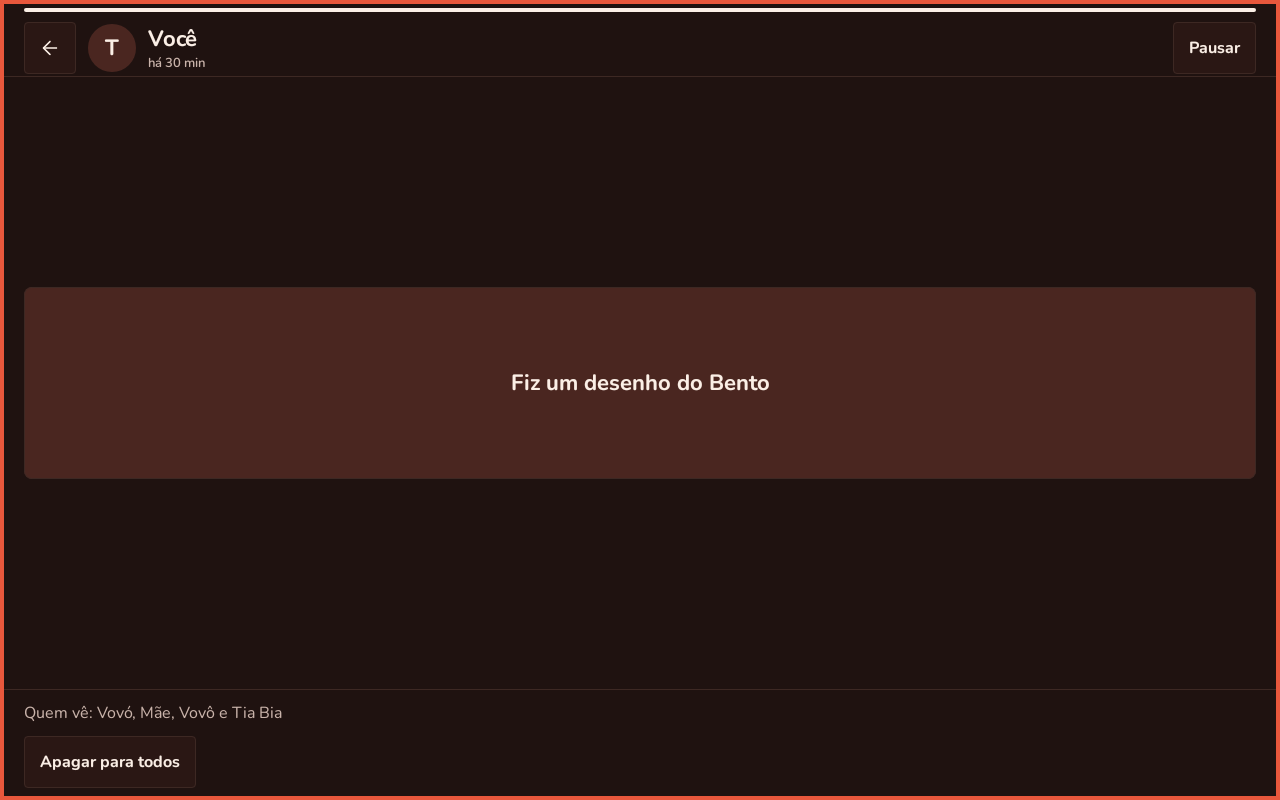 T
Você
há 30 min
Pausar
Fiz um desenho do Bento
Quem vê: Vovó, Mãe, Vovô e Tia Bia
Apagar para todos